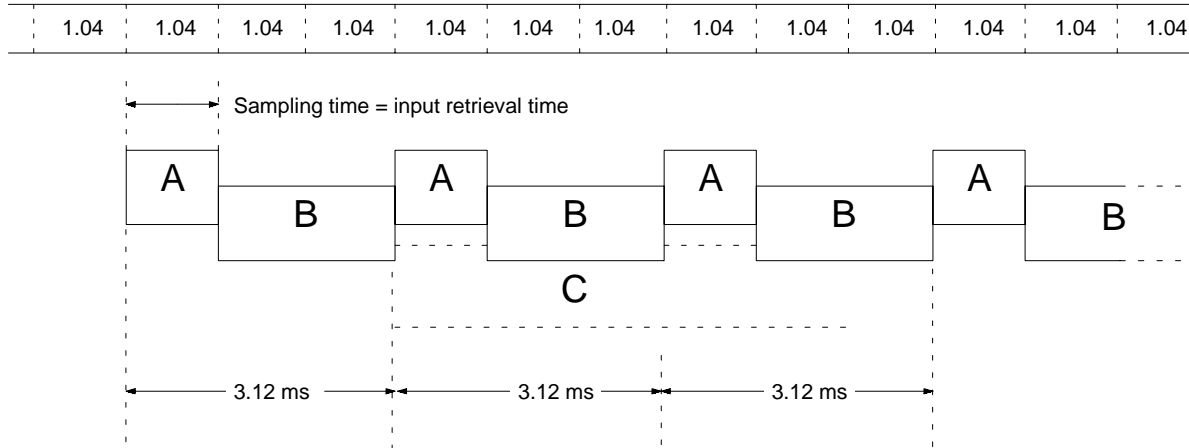 1.04 1.04 1.04 1.04 1.04 1.04 1.04 1.04 1.04 1.04 1.04 1.04 1.04
Sampling time = input retrieval time
A A A A
B B B B
C
3.12 ms 3.12 ms 3.12 ms